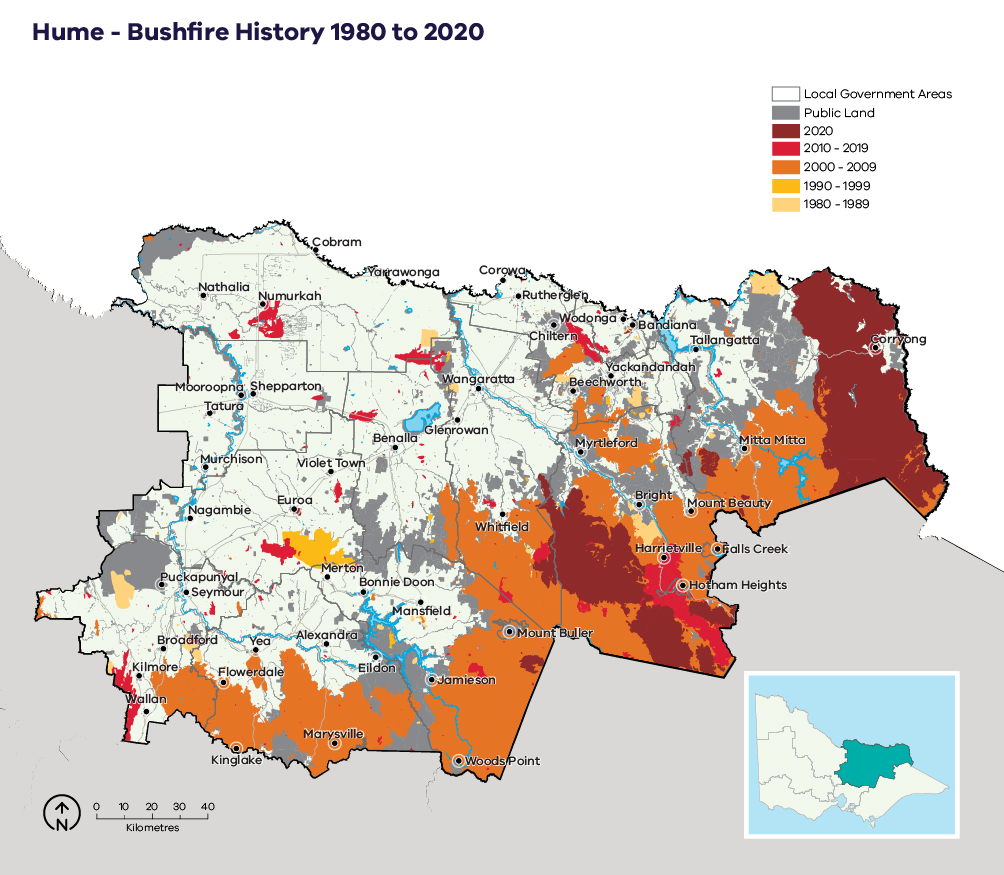 Hume - Bushfire History 1980 to 2020
Local Government Areas
Public Land
2020
2010 - 2019
2000 - 2009
1990 - 1999
1980 - 1989
Cobram
Yarrawonga
Corowa
Nathalia
Numurkah
Rutherglen
Wodonga
Bandiana
Chiltern
Tallangatta
Corryong
Yackandandah
Mooroopna
Shepparton
Wangaratta
Beechworth
Tatura
Glenrowan
Benalla
Myrtleford
Mitta Mitta
Murchison
Violet Town
Euroa
Bright
Mount Beauty
Nagambie
Whitfield
Harrietville
Falls Creek
Merton
Puckapunyal
Bonnie Doon
Hotham Heights
Seymour
Mansfield
Mount Buller
Broadford
Yea
Alexandra
Kilmore
Flowerdale
Eildon
Jamieson
Wallan
Marysville
Kinglake
Woods Point
N
0 10 20 30 40
Kilometres